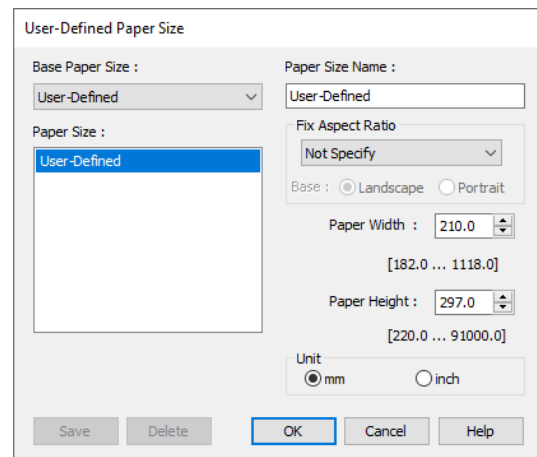 User-Defined Paper Size
Base Paper Size :
User-Defined
Paper Size :
User-Defined
Paper Size Name :
User-Defined
Fix Aspect Ratio
Not Specify
Base : Landscape Portrait
Paper Width : 210.0
[182.0 ... 1118.0]
Paper Height : 297.0
[220.0 ... 91000.0]
Unit
mm inch
Save Delete OK Cancel Help